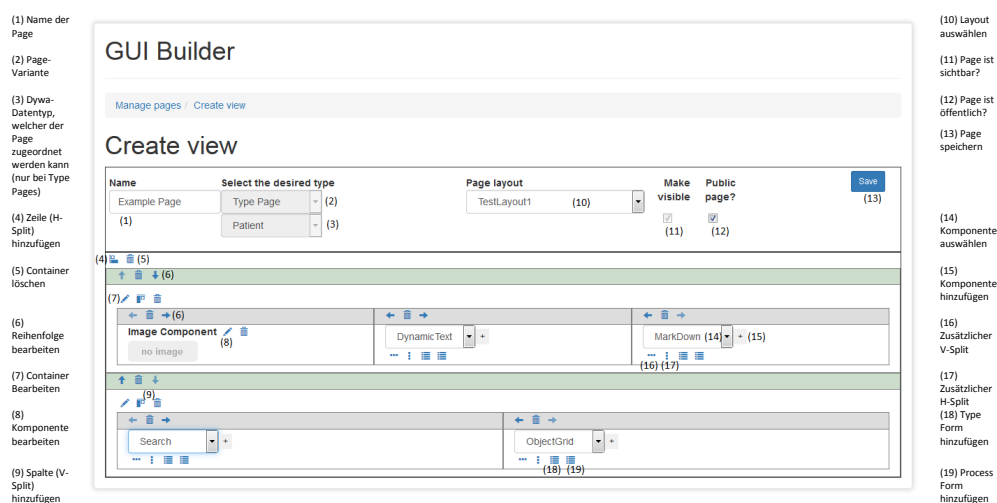 (1) Name der
Page
(2) Page-
Variante
(3) Dywa-
Datentyp,
welcher der
Page
zugeordnet
werden kann
(nur bei Type
Pages)
(4) Zeile (H-
Split)
hinzufügen
(5) Container
löschen
(6)
Reihenfolge
bearbeiten
(7) Container
Bearbeiten
(8)
Komponente
bearbeiten
(9) Spalte (V-
Split)
hinzufügen
GUI Builder
Manage pages / Create view
Create view
Name Select the desired type Page layout Make visible Public page? Save
Example Page Type Page (2) TestLayout1 (10) (13)
(1) Patient (3) (11) (12)
(4) (5)
(6)
(7)
(6)
Image Component
(8)
no image
DynamicText +
MarkDown (14) + (15)
(16) (17)
(9)
Search +
ObjectGrid +
(18) (19)
(10) Layout
auswählen
(11) Page ist
sichtbar?
(12) Page ist
öffentlich?
(13) Page
speichern
(14)
Komponente
auswählen
(15)
Komponente
hinzufügen
(16)
Zusätzlicher
V-Split
(17)
Zusätzlicher
H-Split
(18) Type
Form
hinzufügen
(19) Process
Form
hinzufügen